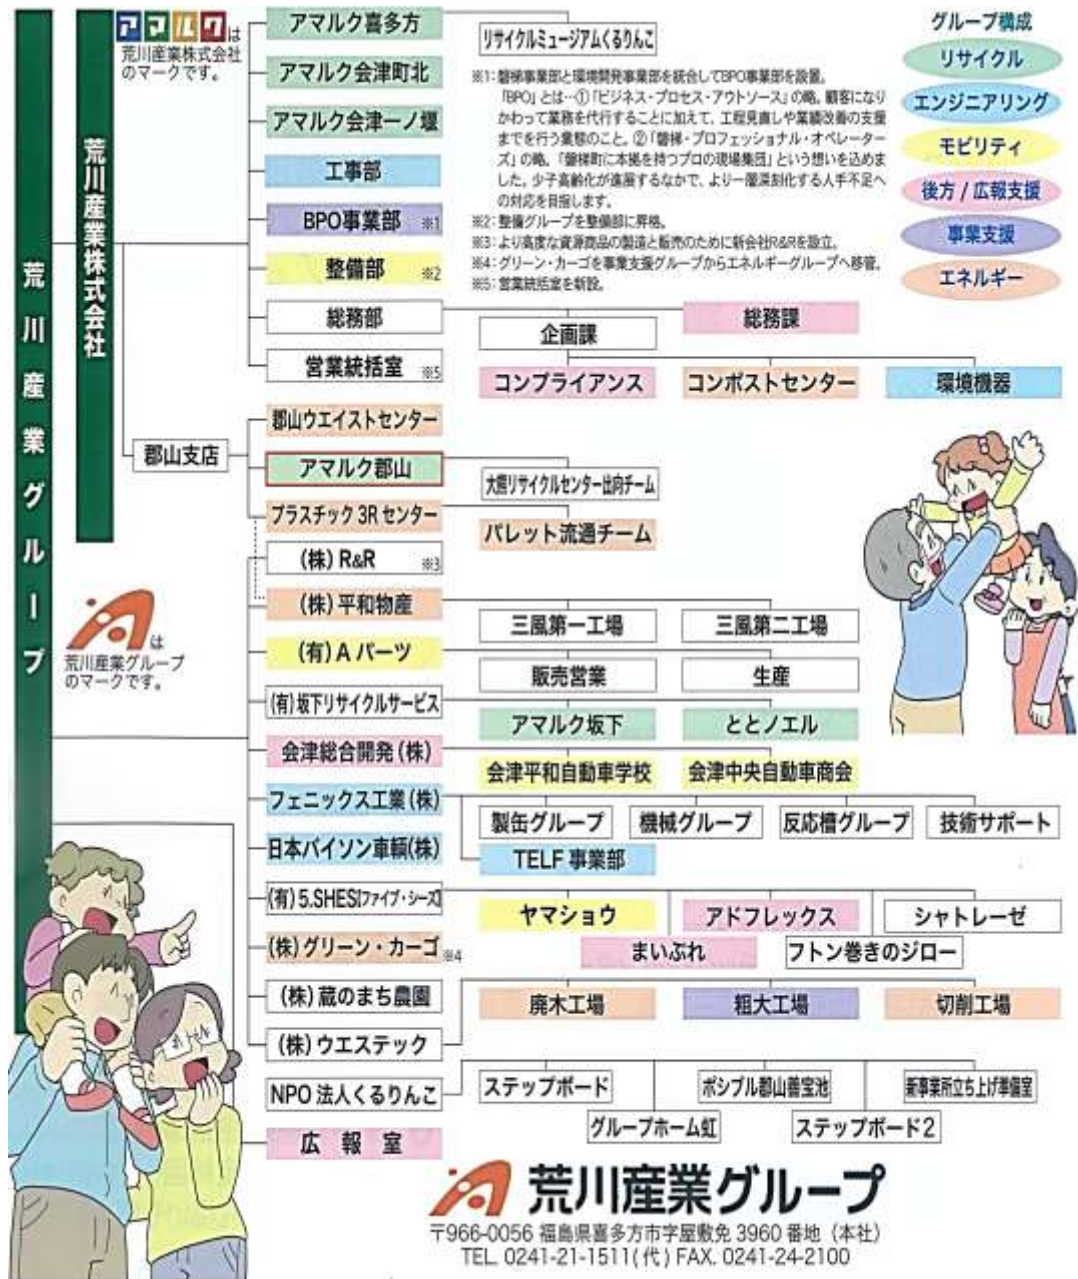 荒川産業グループ
荒川産業株式会社
アマルクは
荒川産業株式会社
のマークです。
アマルク喜多方
リサイクルミュージアムくるりんこ
アマルク会津町北
アマルク会津一ノ堰
工事部
BPO事業部 ※1
整備部 ※2
総務部
営業統括室 ※5
※1:磐梯事業部と環境開発事業部を統合してBPO事業部を設置。
「BPO」とは…①「ビジネス・プロセス・アウトソース」の略。顧客になり
かわって業務を代行することに加えて、工程見直しや業績改善の支援
までを行う業態のこと。②「磐梯・プロフェッショナル・オペレーター
ズ」の略。「磐梯町に本拠を持つプロの現場集団」という想いを込めま
した。少子高齢化が進展するなかで、より一層深刻化する人手不足へ
の対応を目指します。
※2:整備グループを整備部に昇格。
※3:より高度な資源商品の製造と販売のために新会社R&Rを設立。
※4:グリーン・カーゴを事業支援グループからエネルギーグループへ移管。
※5:営業統括室を新設。
グループ構成
リサイクル
エンジニアリング
モビリティ
後方/広報支援
事業支援
エネルギー
企画課
総務課
コンプライアンス
コンポストセンター
環境機器
郡山支店
郡山ウエイストセンター
アマルク郡山
大熊リサイクルセンター出向チーム
プラスチック3Rセンター
パレット流通チーム
(株)R&R ※3
(株)平和物産
三風第一工場
三風第二工場
(有)Aパーツ
販売営業
生産
(有)坂下リサイクルサービス
アマルク坂下
ととノエル
会津総合開発(株)
会津平和自動車学校
会津中央自動車商会
フェニックス工業(株)
製缶グループ
機械グループ
反応槽グループ
技術サポート
TELF事業部
日本バイソン車輌(株)
(有)5.SHES[ファイブ・シーズ]
ヤマショウ
アドフレックス
シャトレーゼ
まいぷれ
フトン巻きのジロー
(株)グリーン・カーゴ ※4
(株)蔵のまち農園
(株)ウエステック
廃木工場
粗大工場
切削工場
NPO法人くるりんこ
ステップボード
ポシブル郡山善宝池
新事業所立ち上げ準備室
グループホーム虹
ステップボード2
広報室
は
荒川産業グループ
のマークです。
荒川産業グループ
〒966-0056 福島県喜多方市字屋敷免3960番地（本社）
TEL. 0241-21-1511(代) FAX. 0241-24-2100